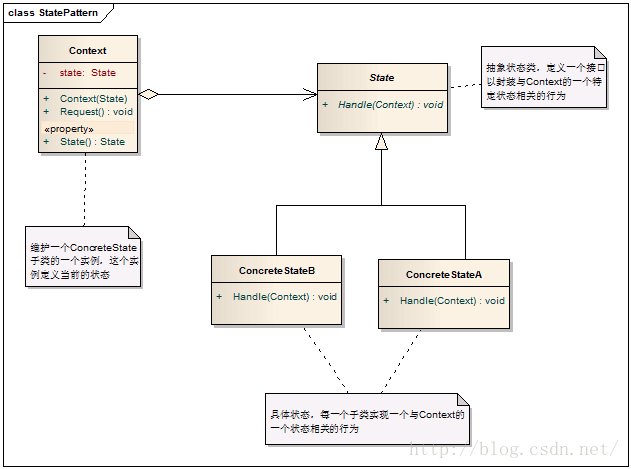 class StatePattern
Context
- state: State
+ Context(State)
+ Request() : void
«property»
+ State() : State
State
+ Handle(Context) : void
抽象状态类，定义一个接口
以封装与Context的一个特
定状态相关的行为
维护一个ConcreteState
子类的一个实例，这个实
例定义当前的状态
ConcreteStateB
+ Handle(Context) : void
ConcreteStateA
+ Handle(Context) : void
具体状态，每一个子类实现一个与Context的
一个状态相关的行为
http://blog.csdn.net/